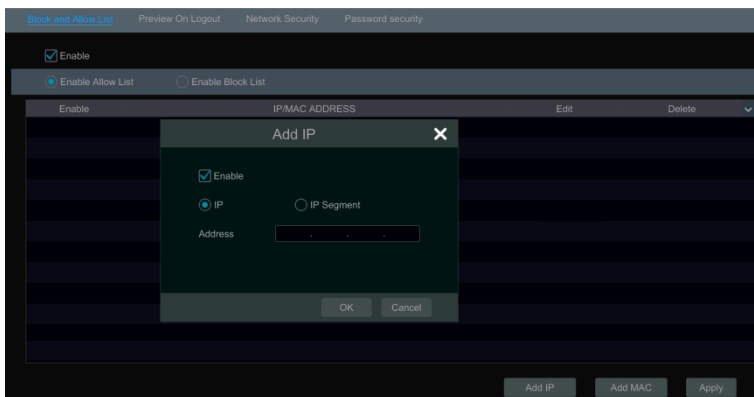 Block and Allow List Preview On Logout Network Security Password security
Enable
Enable Allow List Enable Block List
Enable IP/MAC ADDRESS Edit Delete
Add IP
Enable
IP IP Segment
Address . . .
OK Cancel
Add IP Add MAC Apply